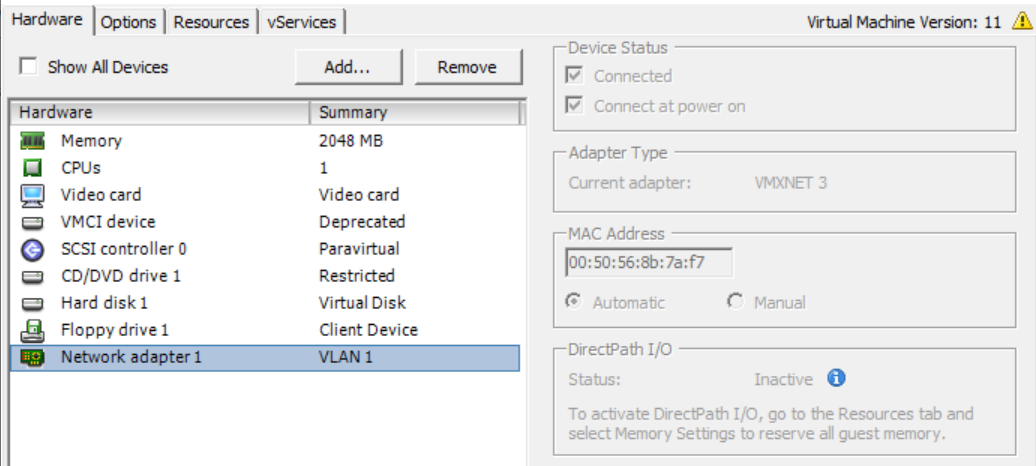 Hardware Options Resources vServices Virtual Machine Version: 11
Show All Devices Add... Remove
Hardware Summary
Memory 2048 MB
CPUs 1
Video card Video card
VMCI device Deprecated
SCSI controller 0 Paravirtual
CD/DVD drive 1 Restricted
Hard disk 1 Virtual Disk
Floppy drive 1 Client Device
Network adapter 1 VLAN 1
Device Status
Connected
Connect at power on
Adapter Type
Current adapter: VMXNET 3
MAC Address
00:50:56:8b:7a:f7
Automatic Manual
DirectPath I/O
Status: Inactive
To activate DirectPath I/O, go to the Resources tab and
select Memory Settings to reserve all guest memory.